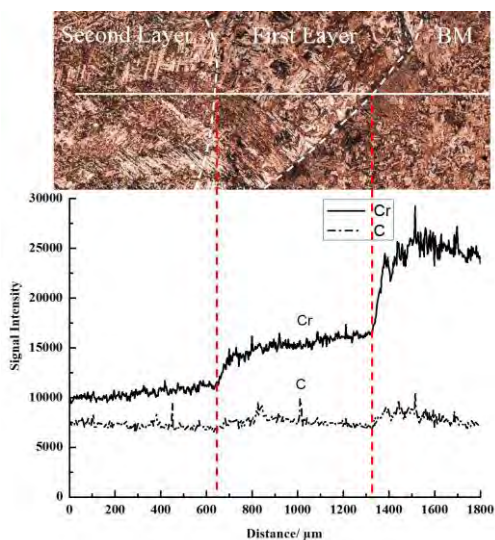 Second Layer First Layer BM
30000
Cr
C
25000
20000
Cr
15000
10000
C
5000
0
0 200 400 600 800 1000 1200 1400 1600 1800
Signal Intensity
Distance/ μm